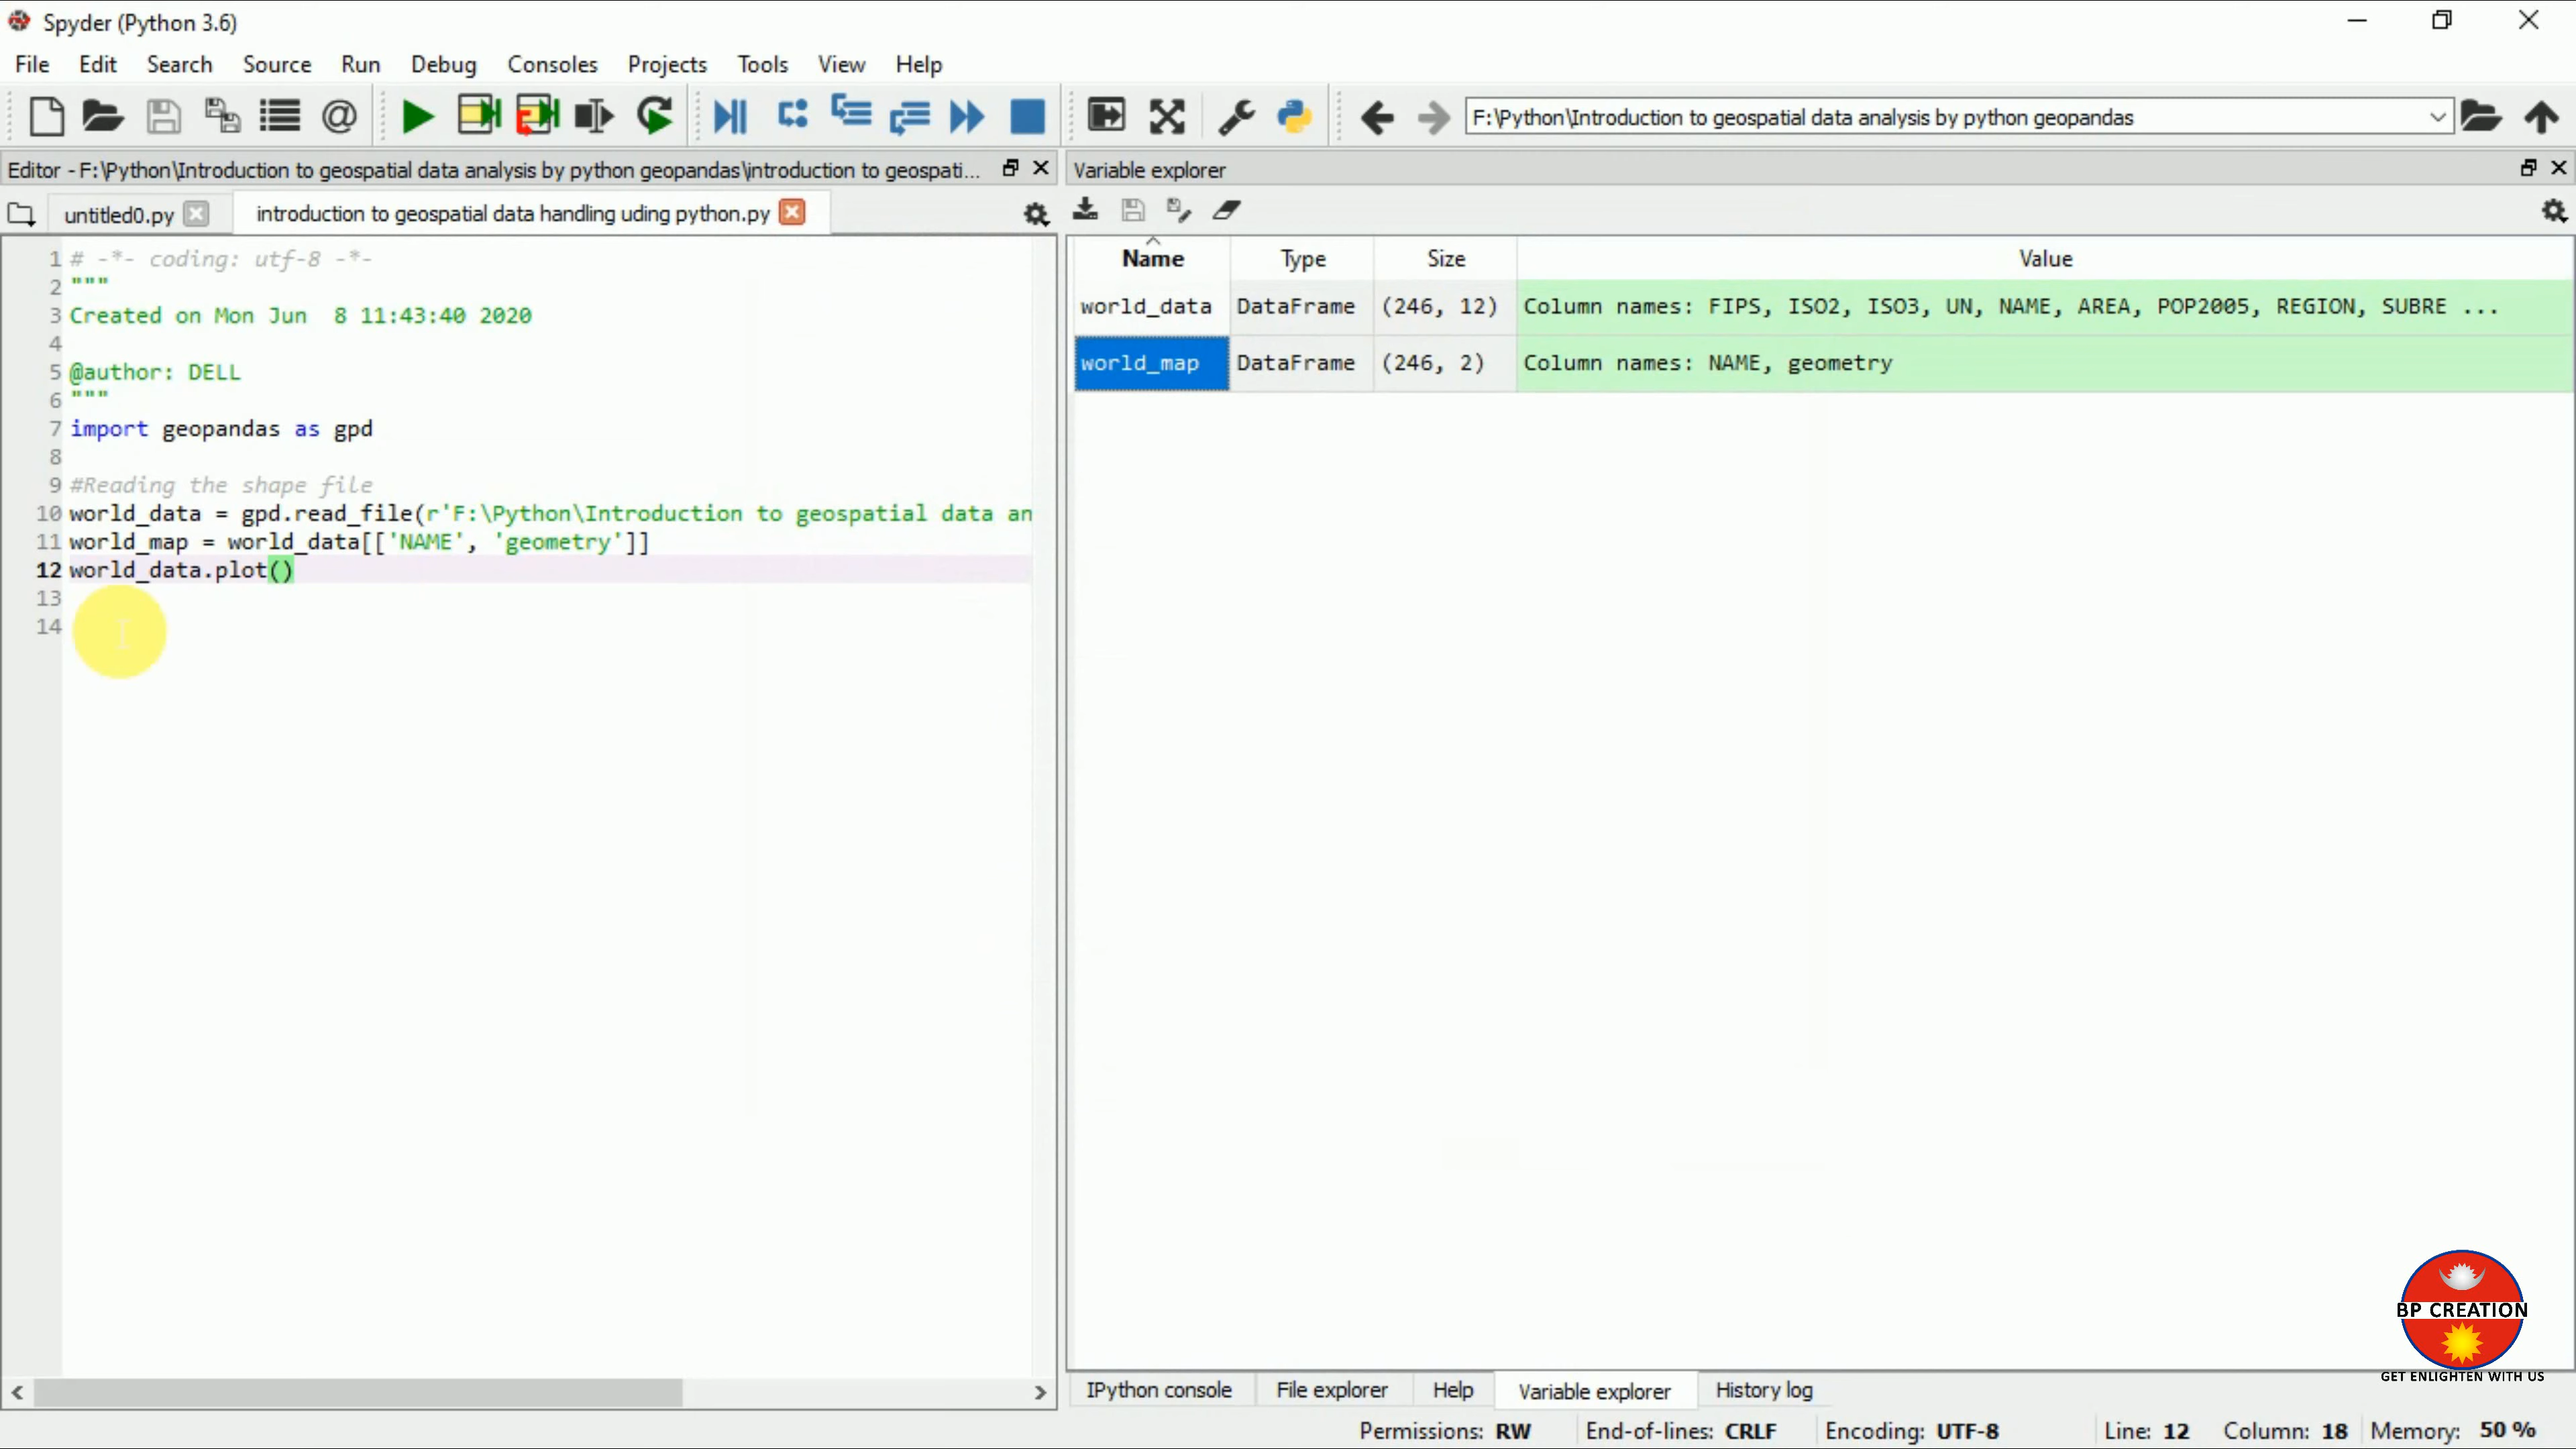 Spyder (Python 3.6)
File Edit Search Source Run Debug Consoles Projects Tools View Help
F:\Python\Introduction to geospatial data analysis by python geopandas
Editor - F:\Python\Introduction to geospatial data analysis by python geopandas\introduction to geospati...
Variable explorer
untitled0.py
introduction to geospatial data handling uding python.py
1 # -*- coding: utf-8 -*-
2 """
3 Created on Mon Jun  8 11:43:40 2020
4
5 @author: DELL
6 """
7 import geopandas as gpd
8
9 #Reading the shape file
10 world_data = gpd.read_file(r'F:\Python\Introduction to geospatial data an
11 world_map = world_data[['NAME', 'geometry']]
12 world_data.plot()
13
14
Name Type Size Value
world_data DataFrame (246, 12) Column names: FIPS, ISO2, ISO3, UN, NAME, AREA, POP2005, REGION, SUBRE ...
world_map DataFrame (246, 2) Column names: NAME, geometry
BP CREATION
GET ENLIGHTEN WITH US
IPython console File explorer Help Variable explorer History log
Permissions: RW End-of-lines: CRLF Encoding: UTF-8 Line: 12 Column: 18 Memory: 50 %